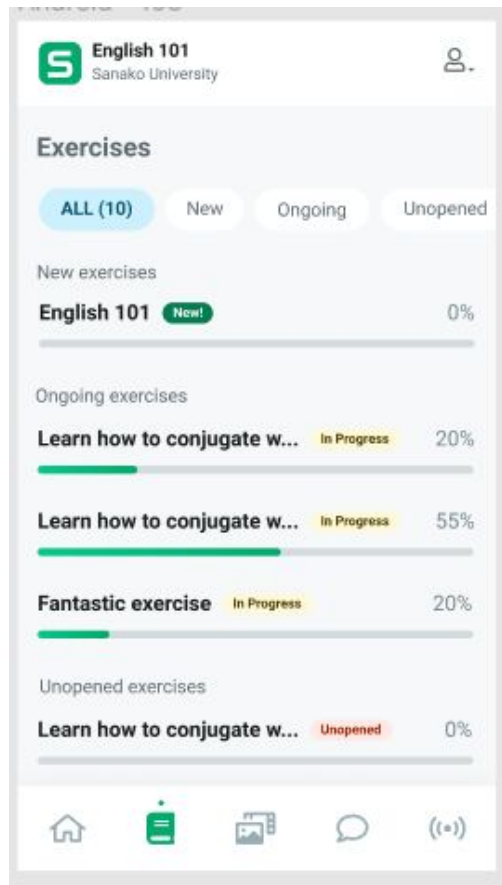 English 101
Sanako University
Exercises
ALL (10) New Ongoing Unopened
New exercises
English 101 New! 0%
Ongoing exercises
Learn how to conjugate w... In Progress 20%
Learn how to conjugate w... In Progress 55%
Fantastic exercise In Progress 20%
Unopened exercises
Learn how to conjugate w... Unopened 0%